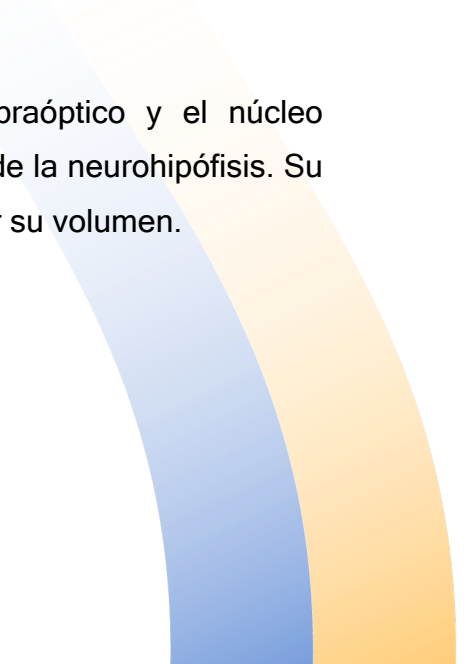 praóptico y el núcleo
de la neurohipófisis. Su
su volumen.